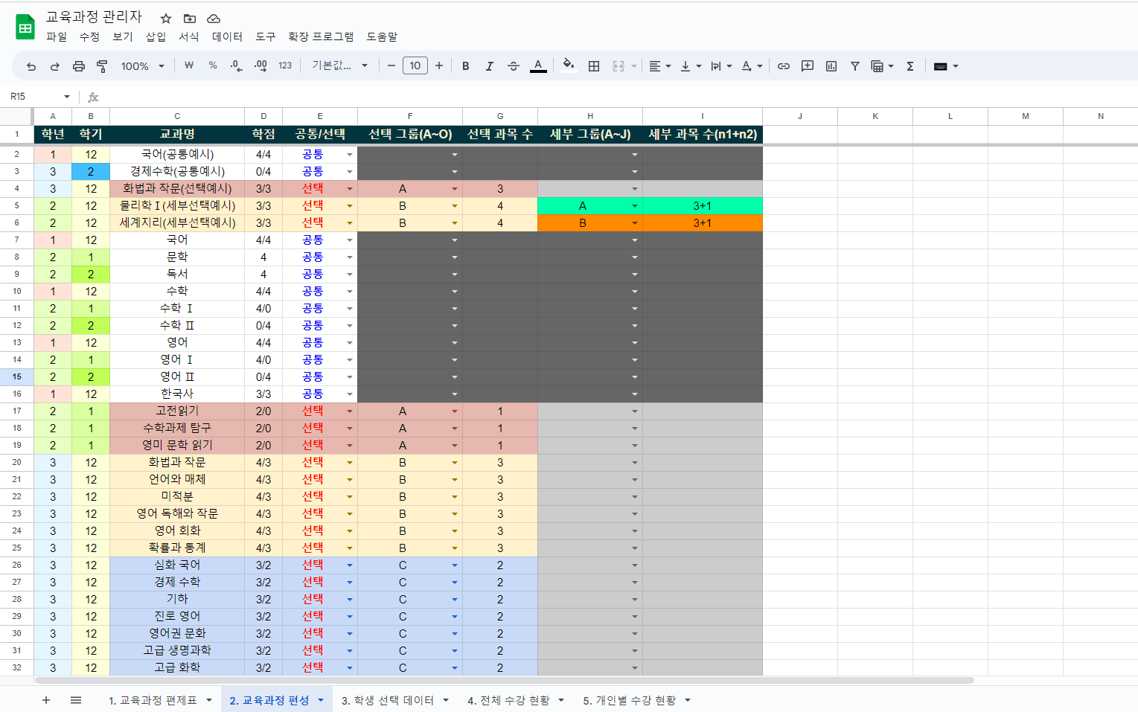 교육과정 관리자
파일 수정 보기 삽입 서식 데이터 도구 확장 프로그램 도움말
100% ₩ % .0 .00 123 기본값... − 10 + B I S A
R15 fx
A B C D E F G H I J K L M N
1 학년 학기 교과명 학점 공통/선택 선택 그룹(A~O) 선택 과목 수 세부 그룹(A~J) 세부 과목 수(n1+n2)
2 1 12 국어(공통예시) 4/4 공통
3 3 2 경제수학(공통예시) 0/4 공통
4 3 12 화법과 작문(선택예시) 3/3 선택 A 3
5 2 12 물리학Ⅰ(세부선택예시) 3/3 선택 B 4 A 3+1
6 2 12 세계지리(세부선택예시) 3/3 선택 B 4 B 3+1
7 1 12 국어 4/4 공통
8 2 1 문학 4 공통
9 2 2 독서 4 공통
10 1 12 수학 4/4 공통
11 2 1 수학 Ⅰ 4/0 공통
12 2 2 수학 Ⅱ 0/4 공통
13 1 12 영어 4/4 공통
14 2 1 영어 Ⅰ 4/0 공통
15 2 2 영어 Ⅱ 0/4 공통
16 1 12 한국사 3/3 공통
17 2 1 고전읽기 2/0 선택 A 1
18 2 1 수학과제 탐구 2/0 선택 A 1
19 2 1 영미 문학 읽기 2/0 선택 A 1
20 3 12 화법과 작문 4/3 선택 B 3
21 3 12 언어와 매체 4/3 선택 B 3
22 3 12 미적분 4/3 선택 B 3
23 3 12 영어 독해와 작문 4/3 선택 B 3
24 3 12 영어 회화 4/3 선택 B 3
25 3 12 확률과 통계 4/3 선택 B 3
26 3 12 심화 국어 3/2 선택 C 2
27 3 12 경제 수학 3/2 선택 C 2
28 3 12 기하 3/2 선택 C 2
29 3 12 진로 영어 3/2 선택 C 2
30 3 12 영어권 문화 3/2 선택 C 2
31 3 12 고급 생명과학 3/2 선택 C 2
32 3 12 고급 화학 3/2 선택 C 2
1. 교육과정 편제표 2. 교육과정 편성 3. 학생 선택 데이터 4. 전체 수강 현황 5. 개인별 수강 현황